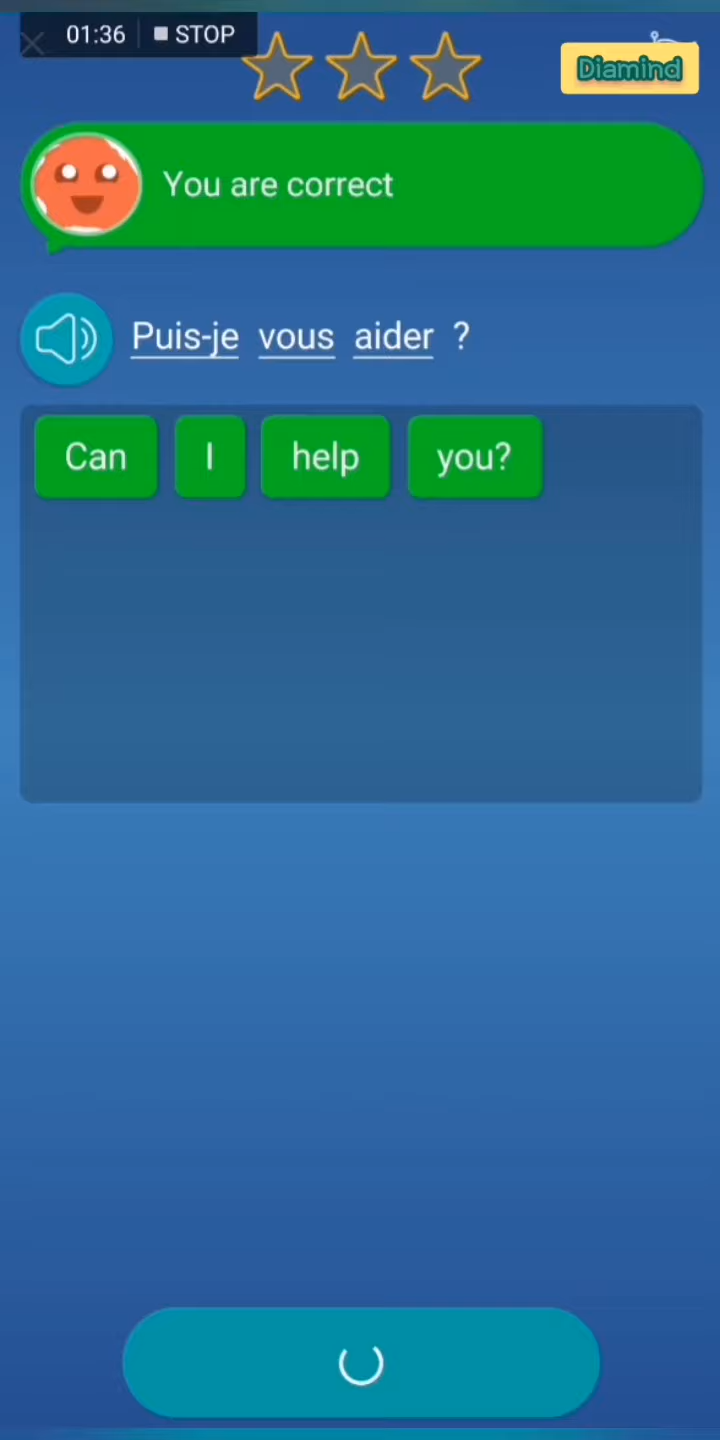 01:36 STOP
Diamind
You are correct
Puis-je vous aider ?
Can I help you?